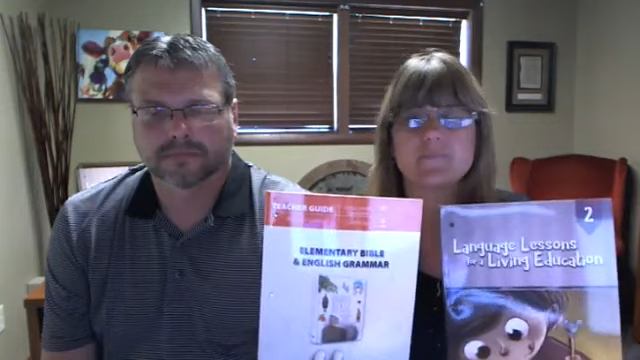 TEACHER GUIDE
ELEMENTARY BIBLE
& ENGLISH GRAMMAR
2
Language Lessons
for a Living Education